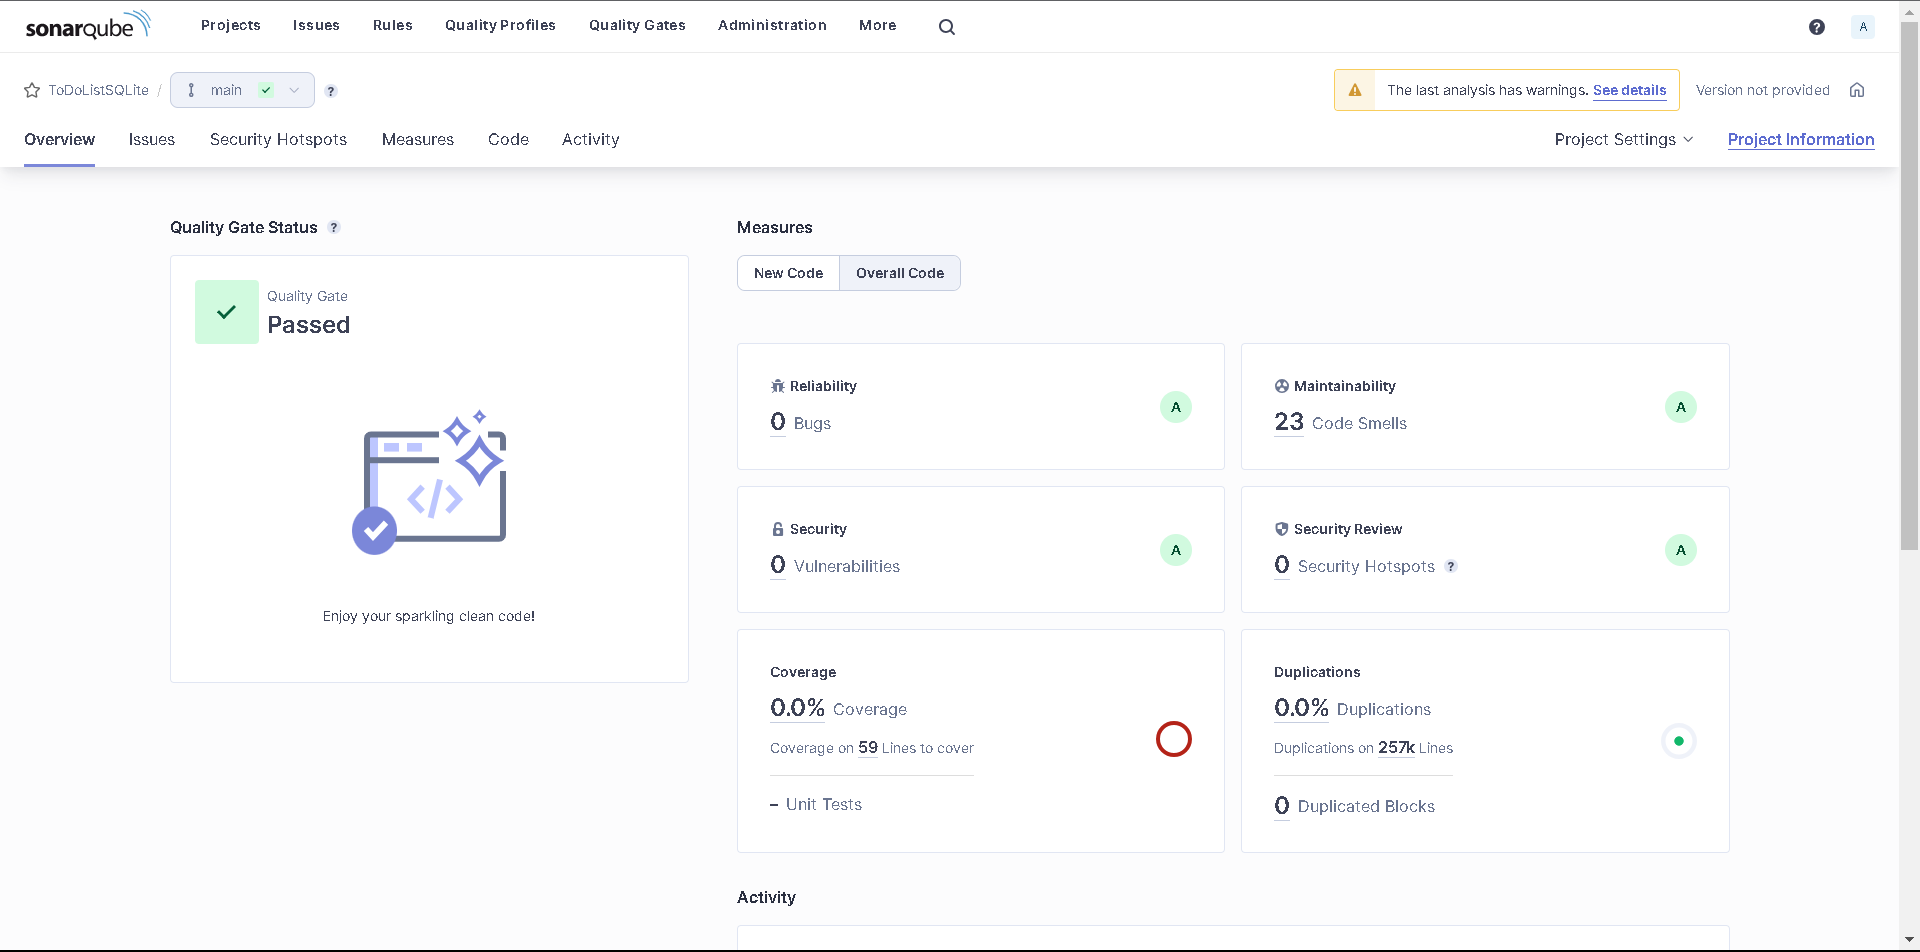 sonarqube Projects Issues Rules Quality Profiles Quality Gates Administration More ? A
ToDoListSQLite / main ? The last analysis has warnings. See details Version not provided
Overview Issues Security Hotspots Measures Code Activity Project Settings Project Information
Quality Gate Status ?
Quality Gate
Passed
</>
Enjoy your sparkling clean code!
Measures
New Code Overall Code
Reliability
0 Bugs
A
Maintainability
23 Code Smells
A
Security
0 Vulnerabilities
A
Security Review
0 Security Hotspots ?
A
Coverage
0.0% Coverage
Coverage on 59 Lines to cover
– Unit Tests
Duplications
0.0% Duplications
Duplications on 257k Lines
0 Duplicated Blocks
Activity